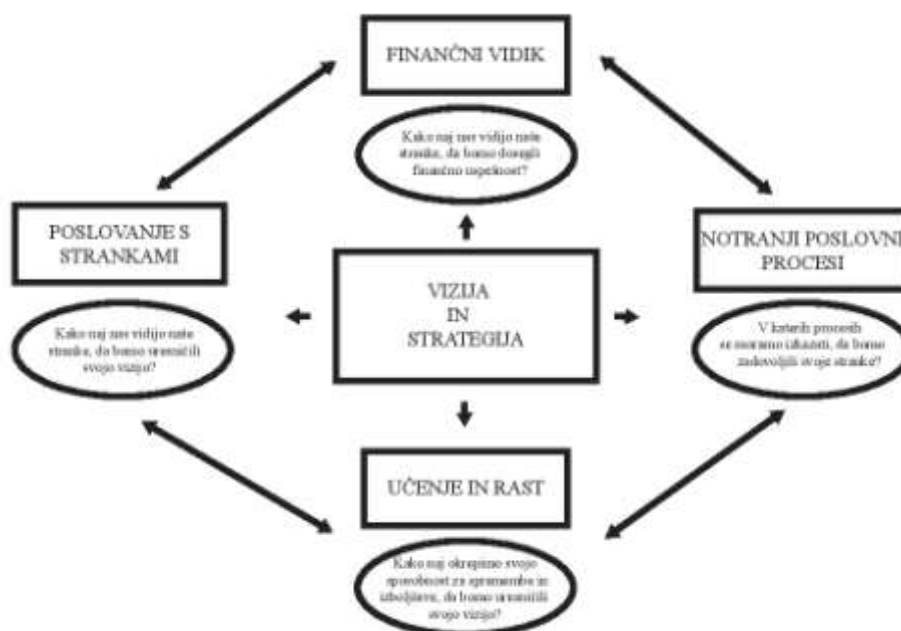 FINANČNI VIDIK
Kako naj nas vidijo naše
stranke, da bomo dosegli
finančno uspešnost?
POSLOVANJE S
STRANKAMI
Kako naj nas vidijo naše
stranke, da bomo uresničili
svojo vizijo?
VIZIJA
IN
STRATEGIJA
NOTRANJI POSLOVNI
PROCESI
V katerih procesih
se moramo izkazati, da bomo
zadovoljili svoje stranke?
UČENJE IN RAST
Kako naj okrepimo svojo
sposobnost za spremembe in
izboljšave, da bomo uresničili
svojo vizijo?